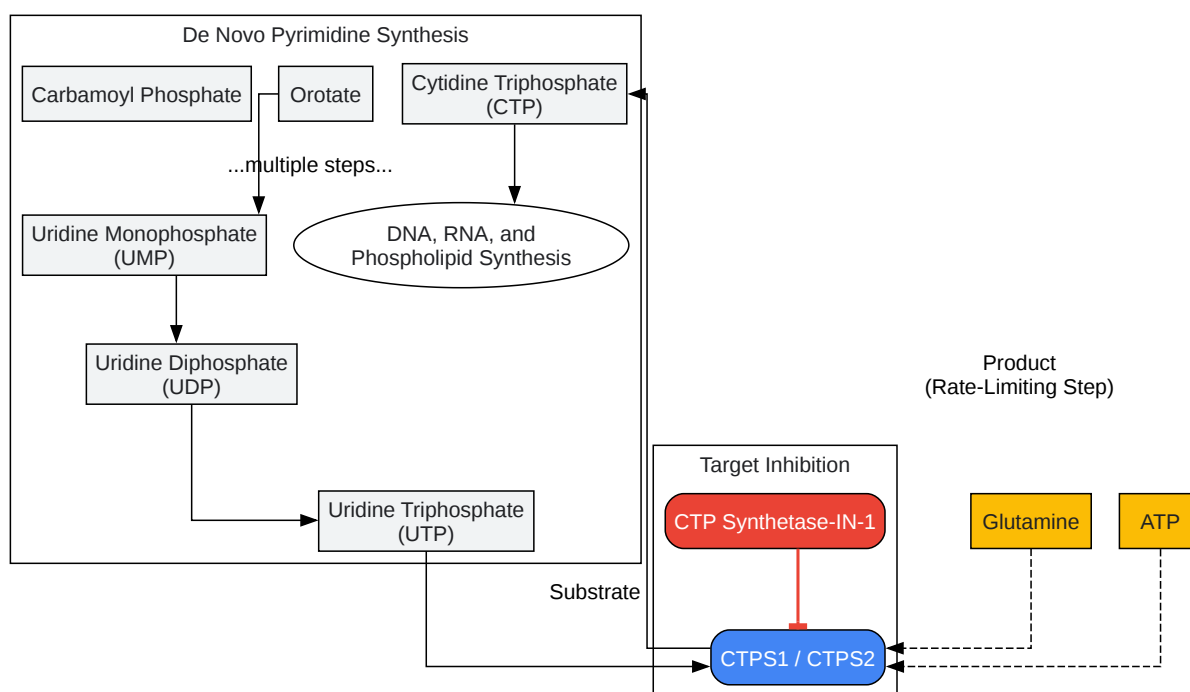 De Novo Pyrimidine Synthesis
Carbamoyl Phosphate
Orotate
Cytidine Triphosphate
(CTP)
...multiple steps...
Uridine Monophosphate
(UMP)
DNA, RNA, and
Phospholipid Synthesis
Uridine Diphosphate
(UDP)
Product
(Rate-Limiting Step)
Target Inhibition
Uridine Triphosphate
(UTP)
CTP Synthetase-IN-1
Glutamine
ATP
Substrate
CTPS1 / CTPS2